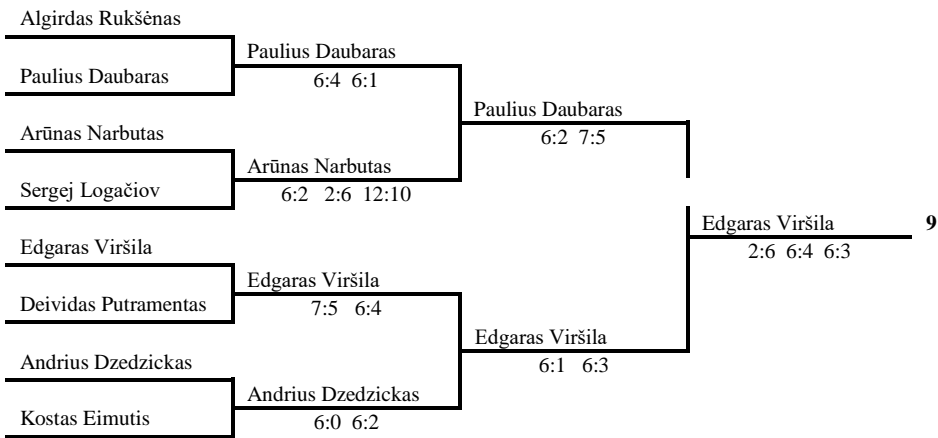 Algirdas Rukšėnas
Paulius Daubaras
Paulius Daubaras
6:4 6:1
Paulius Daubaras
6:2 7:5
Arūnas Narbutas
Arūnas Narbutas
Sergej Logačiov
6:2 2:6 12:10
Edgaras Viršila 9
2:6 6:4 6:3
Edgaras Viršila
Edgaras Viršila
Deividas Putramentas
7:5 6:4
Edgaras Viršila
6:1 6:3
Andrius Dzedzickas
Andrius Dzedzickas
Kostas Eimutis
6:0 6:2